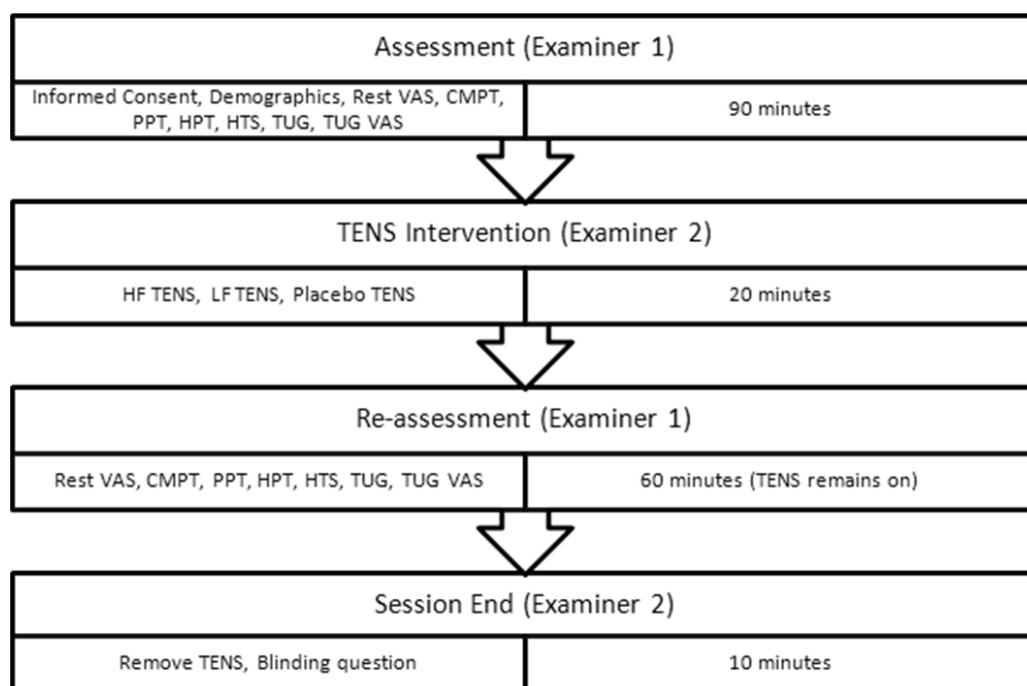 Assessment (Examiner 1)
Informed Consent, Demographics, Rest VAS, CMPT,
PPT, HPT, HTS, TUG, TUG VAS
90 minutes
TENS Intervention (Examiner 2)
HF TENS, LF TENS, Placebo TENS
20 minutes
Re-assessment (Examiner 1)
Rest VAS, CMPT, PPT, HPT, HTS, TUG, TUG VAS
60 minutes (TENS remains on)
Session End (Examiner 2)
Remove TENS, Blinding question
10 minutes